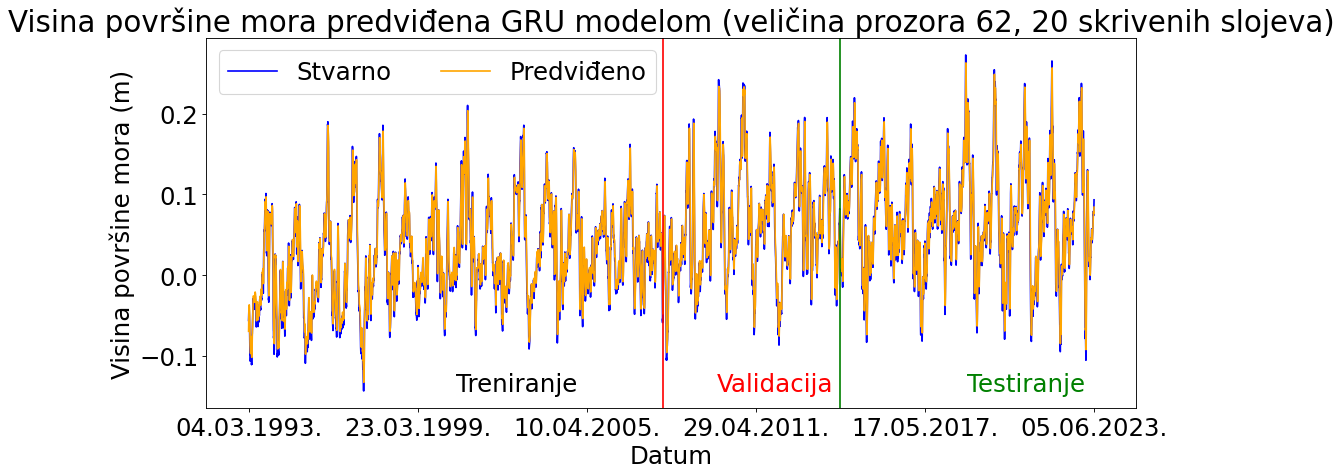 Visina površine mora predviđena GRU modelom (veličina prozora 62, 20 skrivenih slojeva)
Stvarno Predviđeno
Visina površine mora (m)
0.2
0.1
0.0
−0.1
Treniranje Validacija Testiranje
04.03.1993. 23.03.1999. 10.04.2005. 29.04.2011. 17.05.2017. 05.06.2023.
Datum